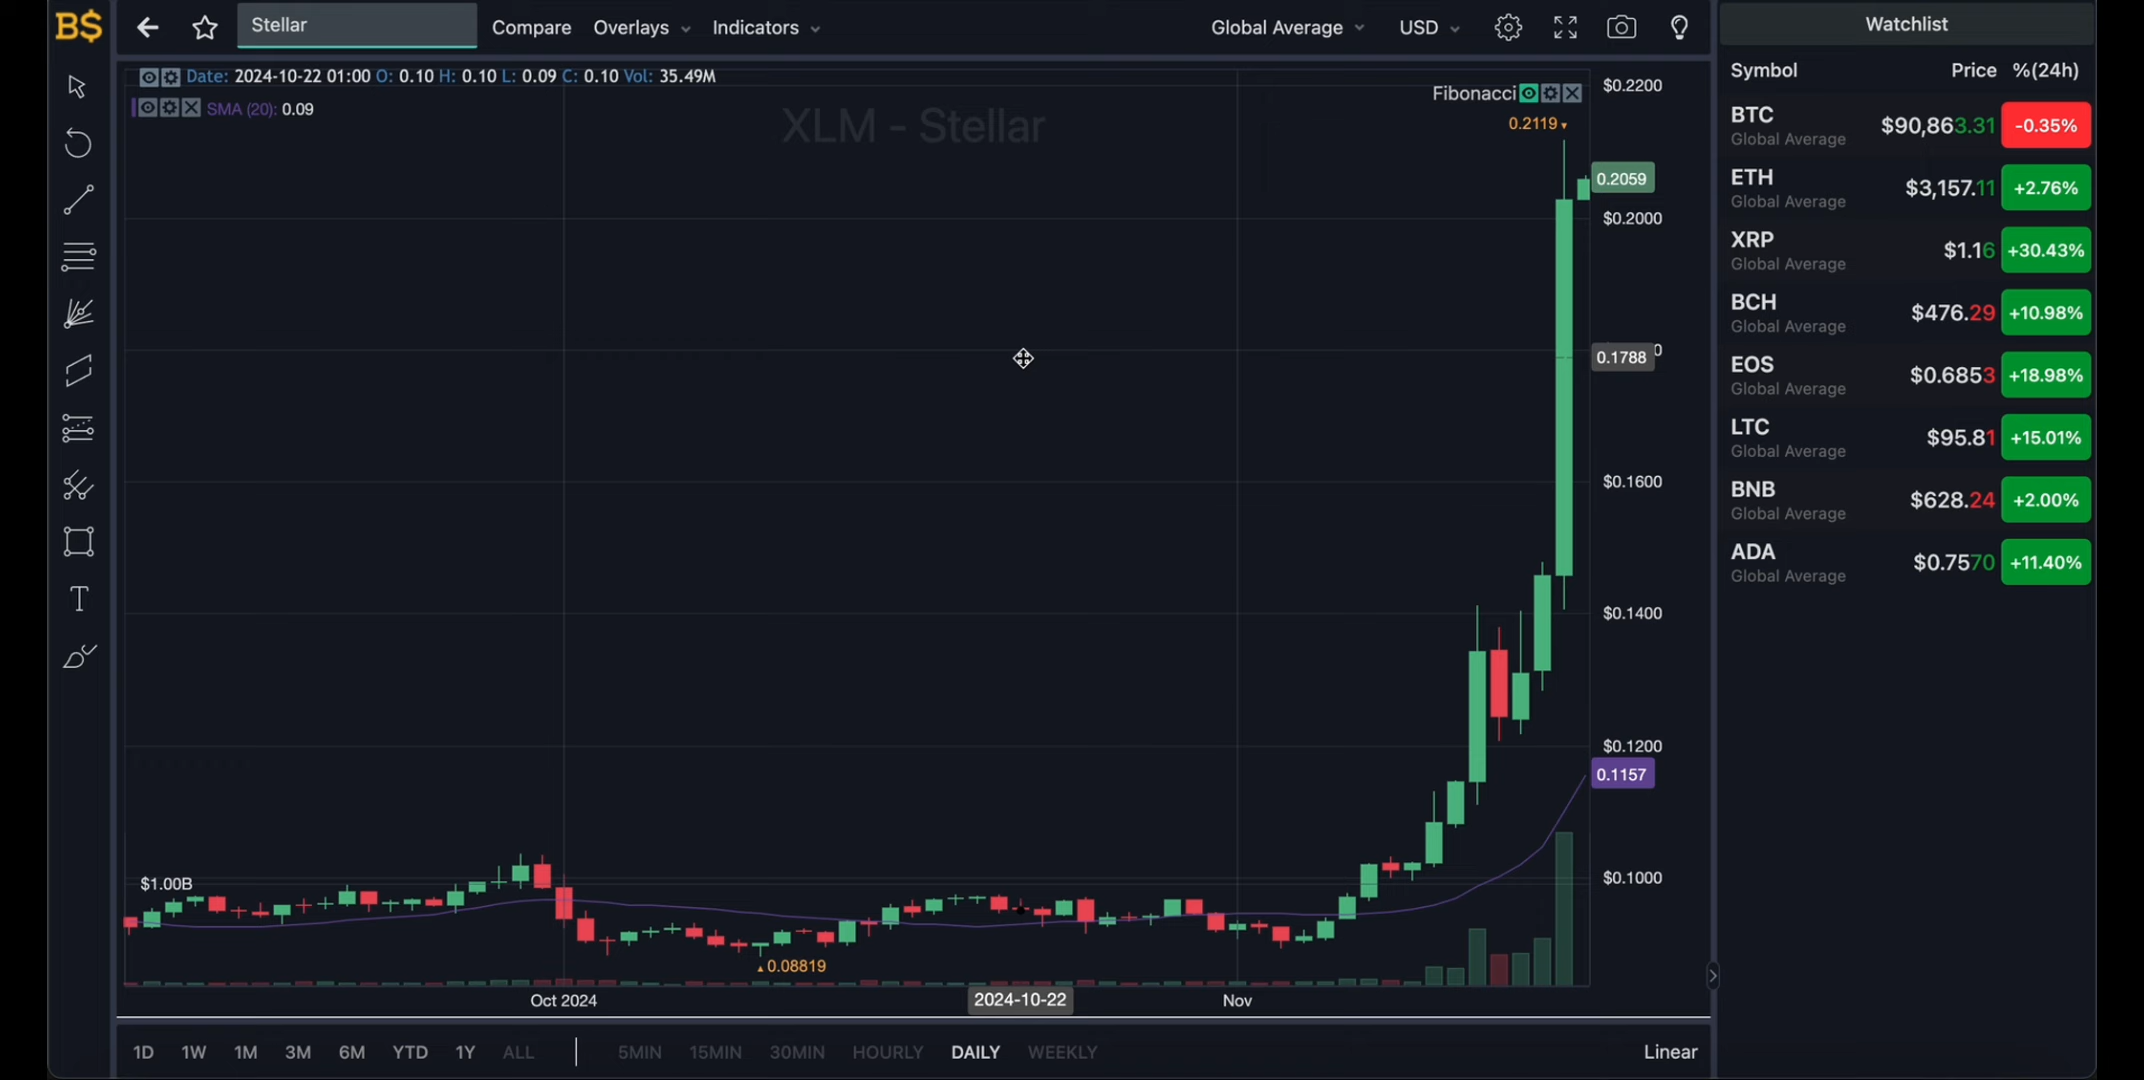 B$
Stellar
Compare
Overlays
Indicators
Global Average
USD
Date: 2024-10-22 01:00 O: 0.10 H: 0.10 L: 0.09 C: 0.10 Vol: 35.49M
SMA (20): 0.09
XLM - Stellar
Fibonacci
0.2119
$0.2200
0.2059
$0.2000
0.1788
$0.1600
$0.1400
$0.1200
0.1157
$0.1000
$1.00B
0.08819
Oct 2024
2024-10-22
Nov
1D 1W 1M 3M 6M YTD 1Y ALL
5MIN 15MIN 30MIN HOURLY DAILY WEEKLY
Linear
Watchlist
Symbol Price %(24h)
BTC $90,863.31 -0.35%
Global Average
ETH $3,157.11 +2.76%
Global Average
XRP $1.16 +30.43%
Global Average
BCH $476.29 +10.98%
Global Average
EOS $0.6853 +18.98%
Global Average
LTC $95.81 +15.01%
Global Average
BNB $628.24 +2.00%
Global Average
ADA $0.7570 +11.40%
Global Average